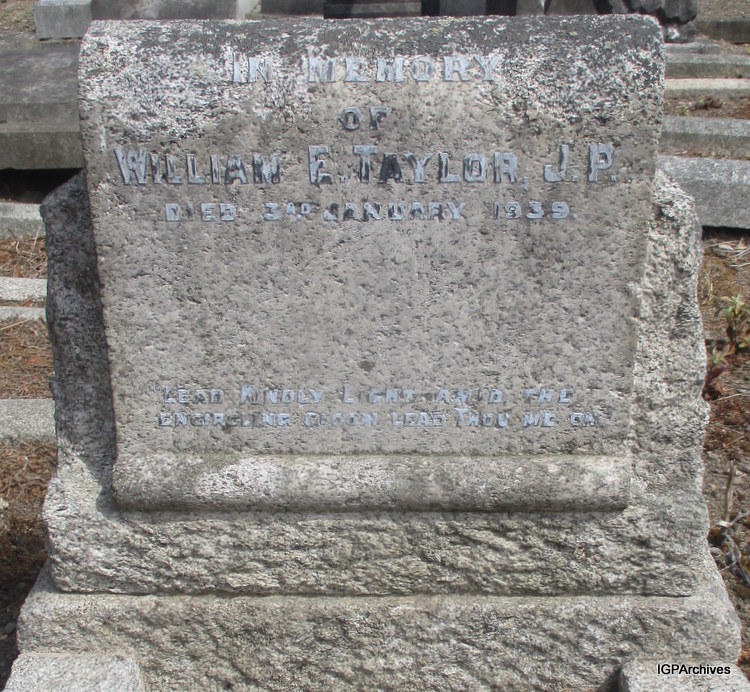 In Memory
of
William E. Taylor, J.P.
Died 3rd January 1939.
"Lead Kindly Light amid the
encircling gloom lead Thou me on
IGPArchives